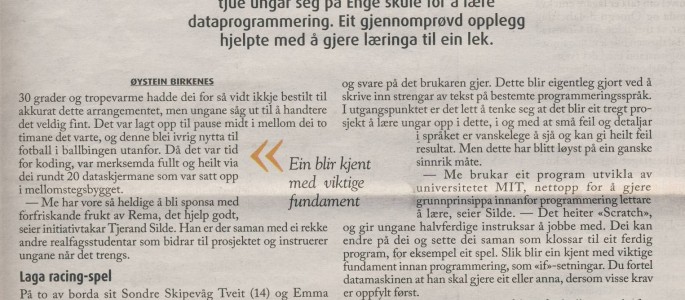 tjue ungar seg på Enge skule for å lære
dataprogrammering. Eit gjennomprøvd opplegg
hjelpte med å gjere læringa til ein lek.
ØYSTEIN BIRKENES
30 grader og tropevarme hadde dei for så vidt ikkje bestilt til
akkurat dette arrangementet, men ungane såg ut til å handtere
det veldig fint. Det var lagt opp til pause midt i mellom dei to
timane det varte, og denne blei ivrig nytta til
fotball i ballbingen utanfor. Då det var tid
for koding, var merksemda fullt og heilt via
dei rundt 20 dataskjermane som var satt opp
i mellomstegsbygget.
— Me har vore så heldige å bli sponsa med
forfriskande frukt av Rema, det hjelp godt,
seier initiativtakar Tjerand Silde. Han er der saman med ei rekke
andre realfagsstudentar som bidrar til prosjektet og instruerer
ungane når det trengs.
Laga racing-spel
På to av borda sit Sondre Skipevåg Tveit (14) og Emma
« Ein blir kjent
med viktige
fundament
og svare på det brukaren gjer. Dette blir eigentleg gjort ved å
skrive inn strengar av tekst på bestemte programmeringsspråk.
I utgangspunktet er det lett å tenke seg at det blir eit tregt pro-
sjekt å lære ungar opp i dette, i og med at små feil og detaljar
i språket er vanskelege å sjå og kan gi heilt feil
resultat. Men dette har blitt løyst på ein ganske
sinnrik måte.
— Me brukar eit program utvikla av
universitetet MIT, nettopp for å gjere
grunnprinsippa innanfor programmering lettare
å lære, seier Silde. — Det heiter «Scratch»,
og gir ungane halvferdige instruksar å jobbe med. Dei kan
endre på dei og sette dei saman som klossar til eit ferdig
program, for eksempel eit spel. Slik blir ein kjent med viktige
fundament innan programmering, som «if»-setningar. Du fortel
datamaskinen at han skal gjere eit eller anna, dersom visse krav
er oppfylt først.